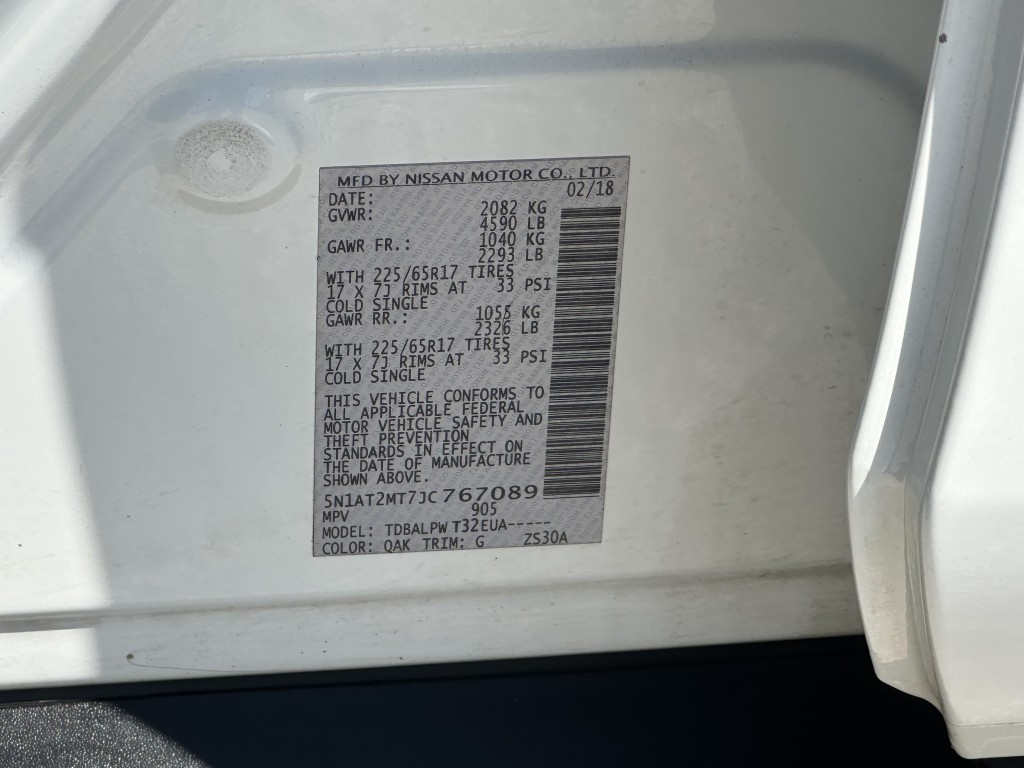 MFD BY NISSAN MOTOR CO., LTD.
DATE: 02/18
GVWR: 2082 KG
4590 LB
GAWR FR.: 1040 KG
2293 LB
WITH 225/65R17 TIRES
17 X 7J RIMS AT 33 PSI
COLD SINGLE
GAWR RR.: 1055 KG
2326 LB
WITH 225/65R17 TIRES
17 X 7J RIMS AT 33 PSI
COLD SINGLE
THIS VEHICLE CONFORMS TO
ALL APPLICABLE FEDERAL
MOTOR VEHICLE SAFETY AND
THEFT PREVENTION
STANDARDS IN EFFECT ON
THE DATE OF MANUFACTURE
SHOWN ABOVE.
5N1AT2MT7JC767089
MPV 905
MODEL: TDBALPWT32EUA-----
COLOR: QAK TRIM: G ZS30A